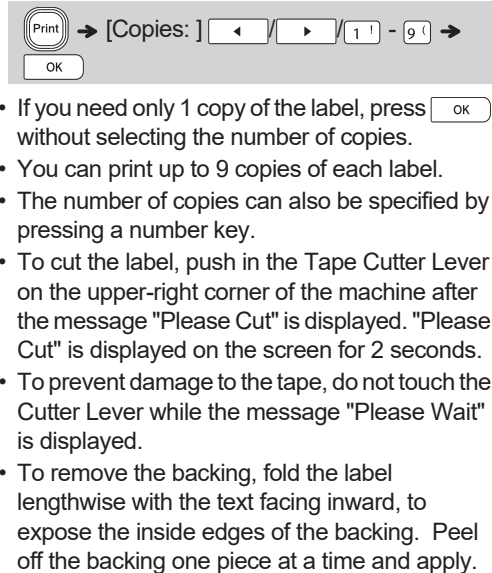 Print → [Copies: ] ◂ / ▸ / 1 ! - 9 ( →
OK
• If you need only 1 copy of the label, press OK
without selecting the number of copies.
• You can print up to 9 copies of each label.
• The number of copies can also be specified by
pressing a number key.
• To cut the label, push in the Tape Cutter Lever
on the upper-right corner of the machine after
the message "Please Cut" is displayed. "Please
Cut" is displayed on the screen for 2 seconds.
• To prevent damage to the tape, do not touch the
Cutter Lever while the message "Please Wait"
is displayed.
• To remove the backing, fold the label
lengthwise with the text facing inward, to
expose the inside edges of the backing. Peel
off the backing one piece at a time and apply.